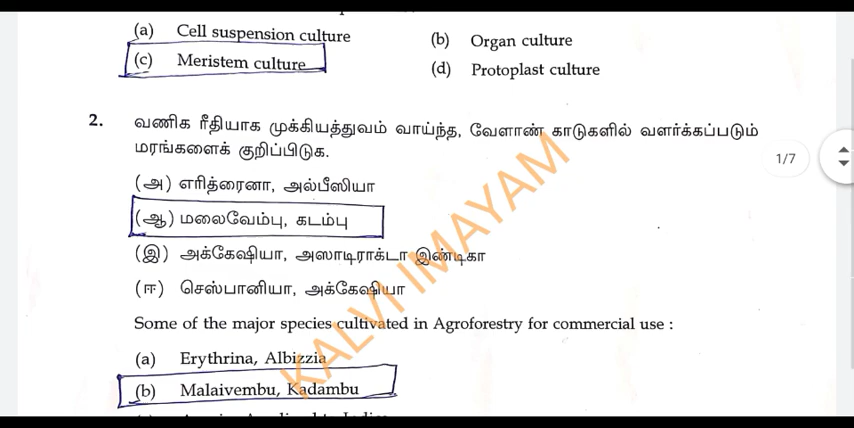 (a) Cell suspension culture
(b) Organ culture
(c) Meristem culture
(d) Protoplast culture
2. வணிக ரீதியாக முக்கியத்துவம் வாய்ந்த, வேளாண் காடுகளில் வளர்க்கப்படும்
மரங்களைக் குறிப்பிடுக.
(அ) எரித்ரைனா, அல்பீஸியா
(ஆ) மலைவேம்பு, கடம்பு
(இ) அக்கேஷியா, அஸாடிராக்டா இண்டிகா
(ஈ) செஸ்பானியா, அக்கேஷியா
Some of the major species cultivated in Agroforestry for commercial use :
(a) Erythrina, Albizzia
(b) Malaivembu, Kadambu
1/7
KALVI IMAYAM